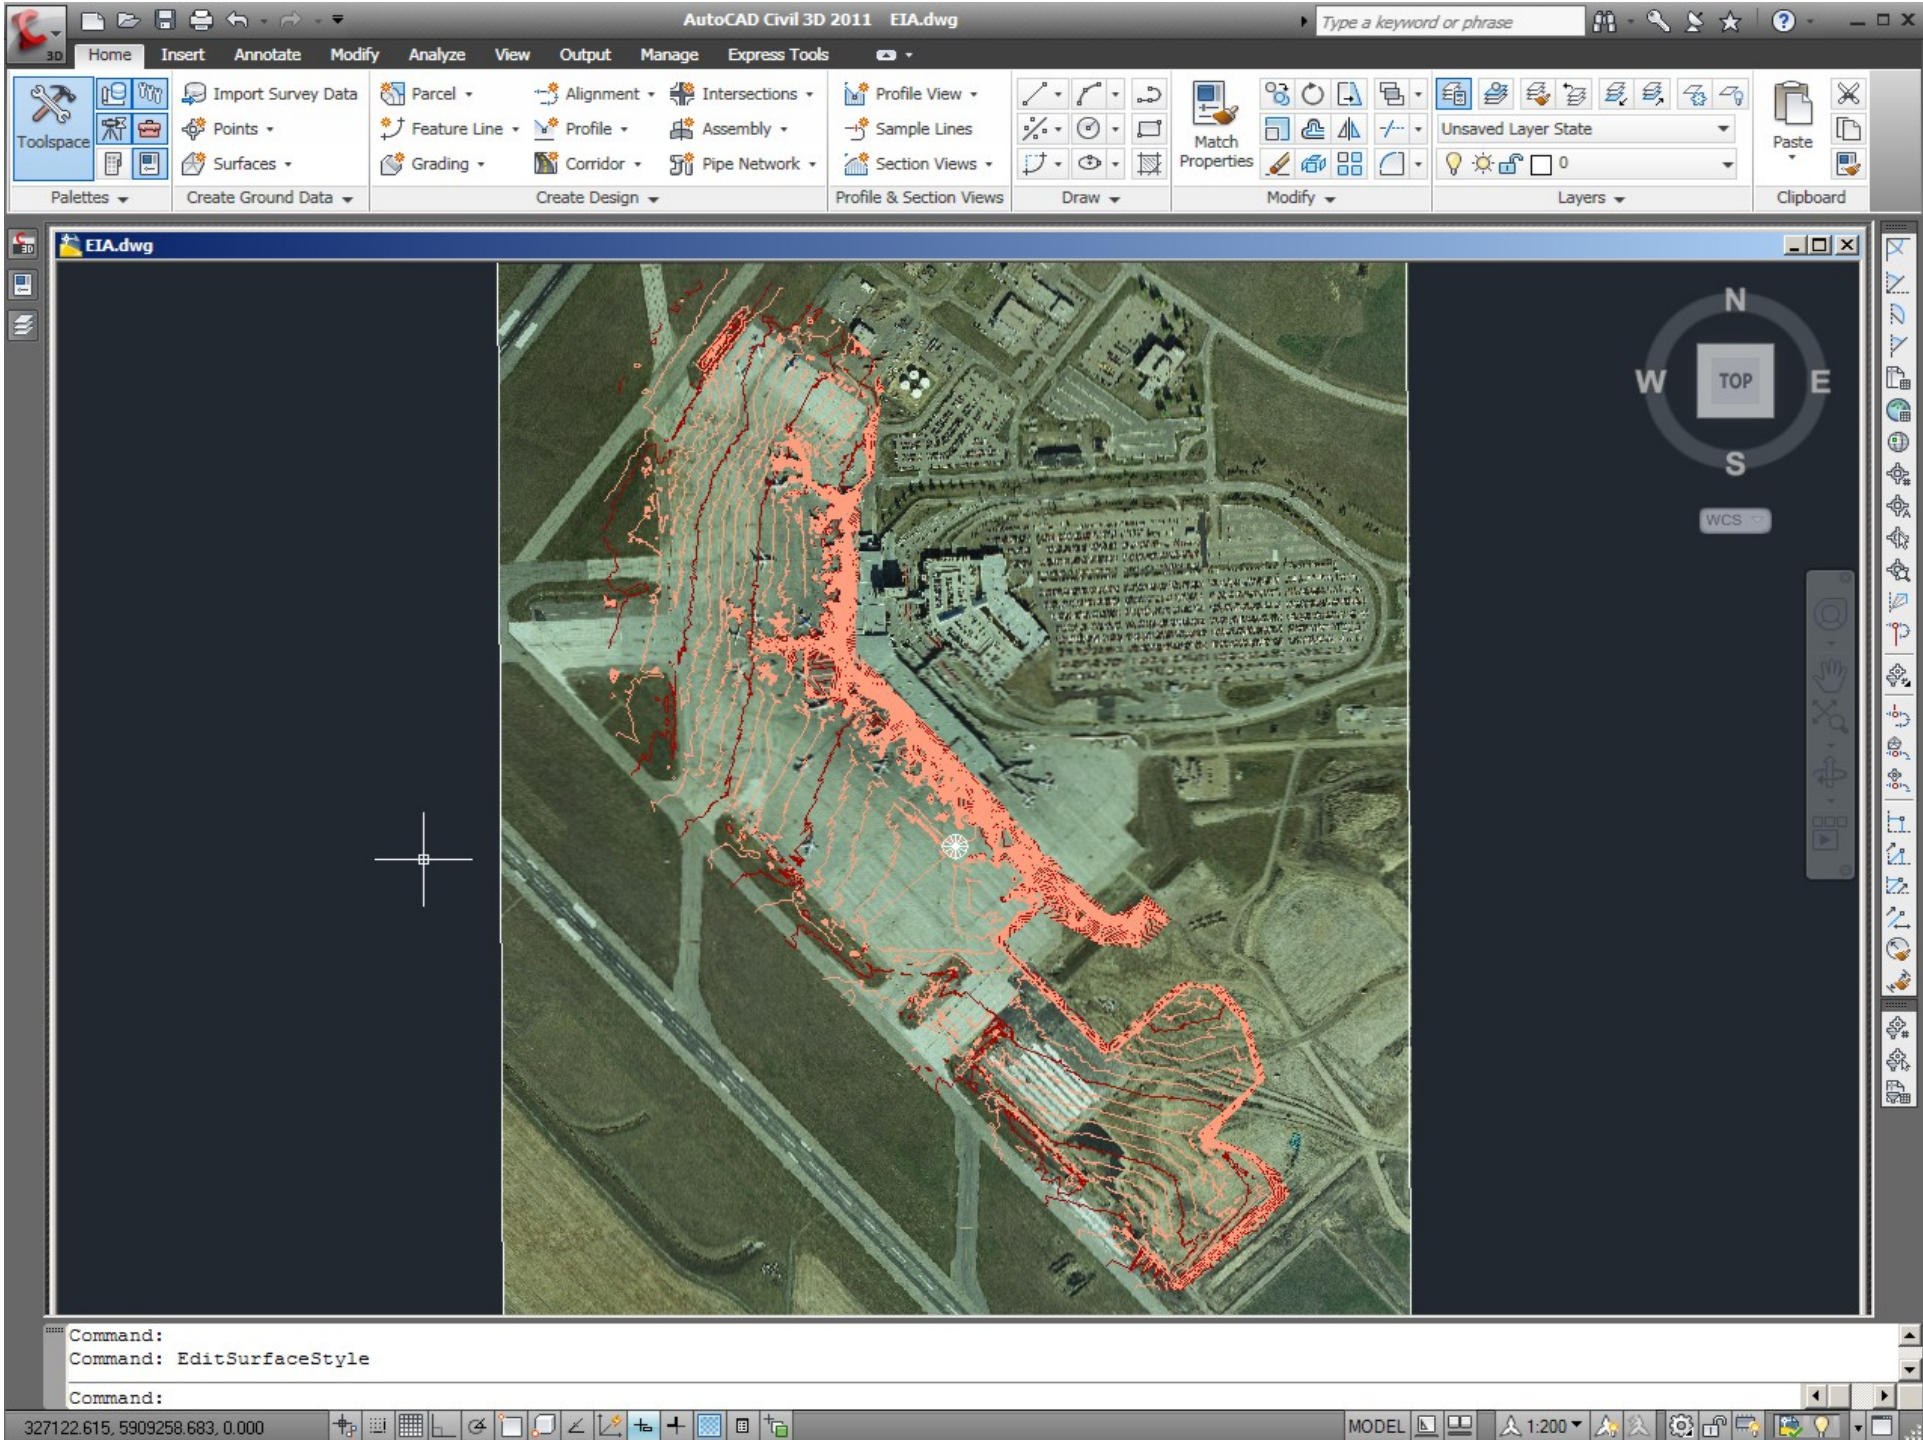 AutoCAD Civil 3D 2011 EIA.dwg
Type a keyword or phrase
3D
Home Insert Annotate Modify Analyze View Output Manage Express Tools
Toolspace
Import Survey Data
Points
Surfaces
Parcel
Feature Line
Grading
Alignment
Profile
Corridor
Intersections
Assembly
Pipe Network
Profile View
Sample Lines
Section Views
Match
Properties
Unsaved Layer State
0
Paste
Palettes
Create Ground Data
Create Design
Profile & Section Views
Draw
Modify
Layers
Clipboard
EIA.dwg
N
W
TOP
E
S
WCS
Command:
Command: EditSurfaceStyle
Command:
327122.615, 5909258.683, 0.000
MODEL
1:200